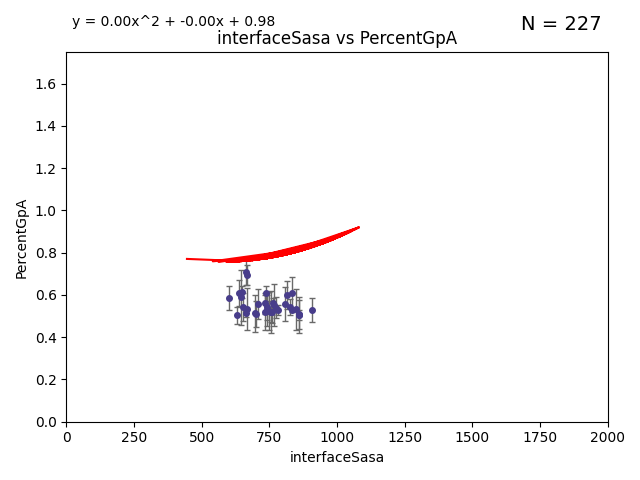 y = 0.00x^2 + -0.00x + 0.98
N = 227
interfaceSasa vs PercentGpA
PercentGpA
1.6
1.4
1.2
1.0
0.8
0.6
0.4
0.2
0.0
0 250 500 750 1000 1250 1500 1750 2000
interfaceSasa